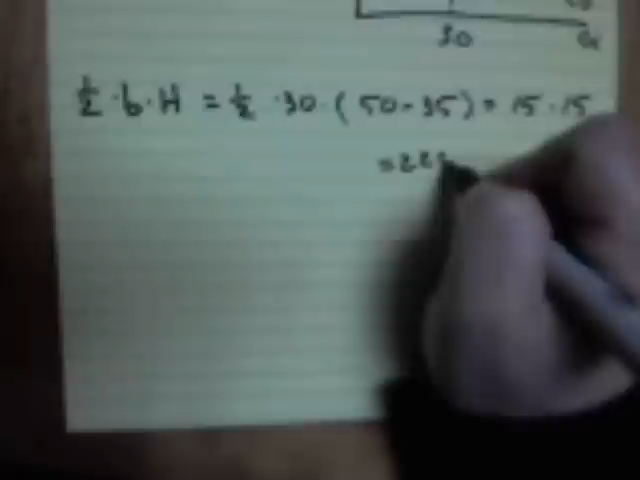 30 Q
½ · b · H = ½ · 30 · ( 50 - 35 ) = 15 · 15
= 225